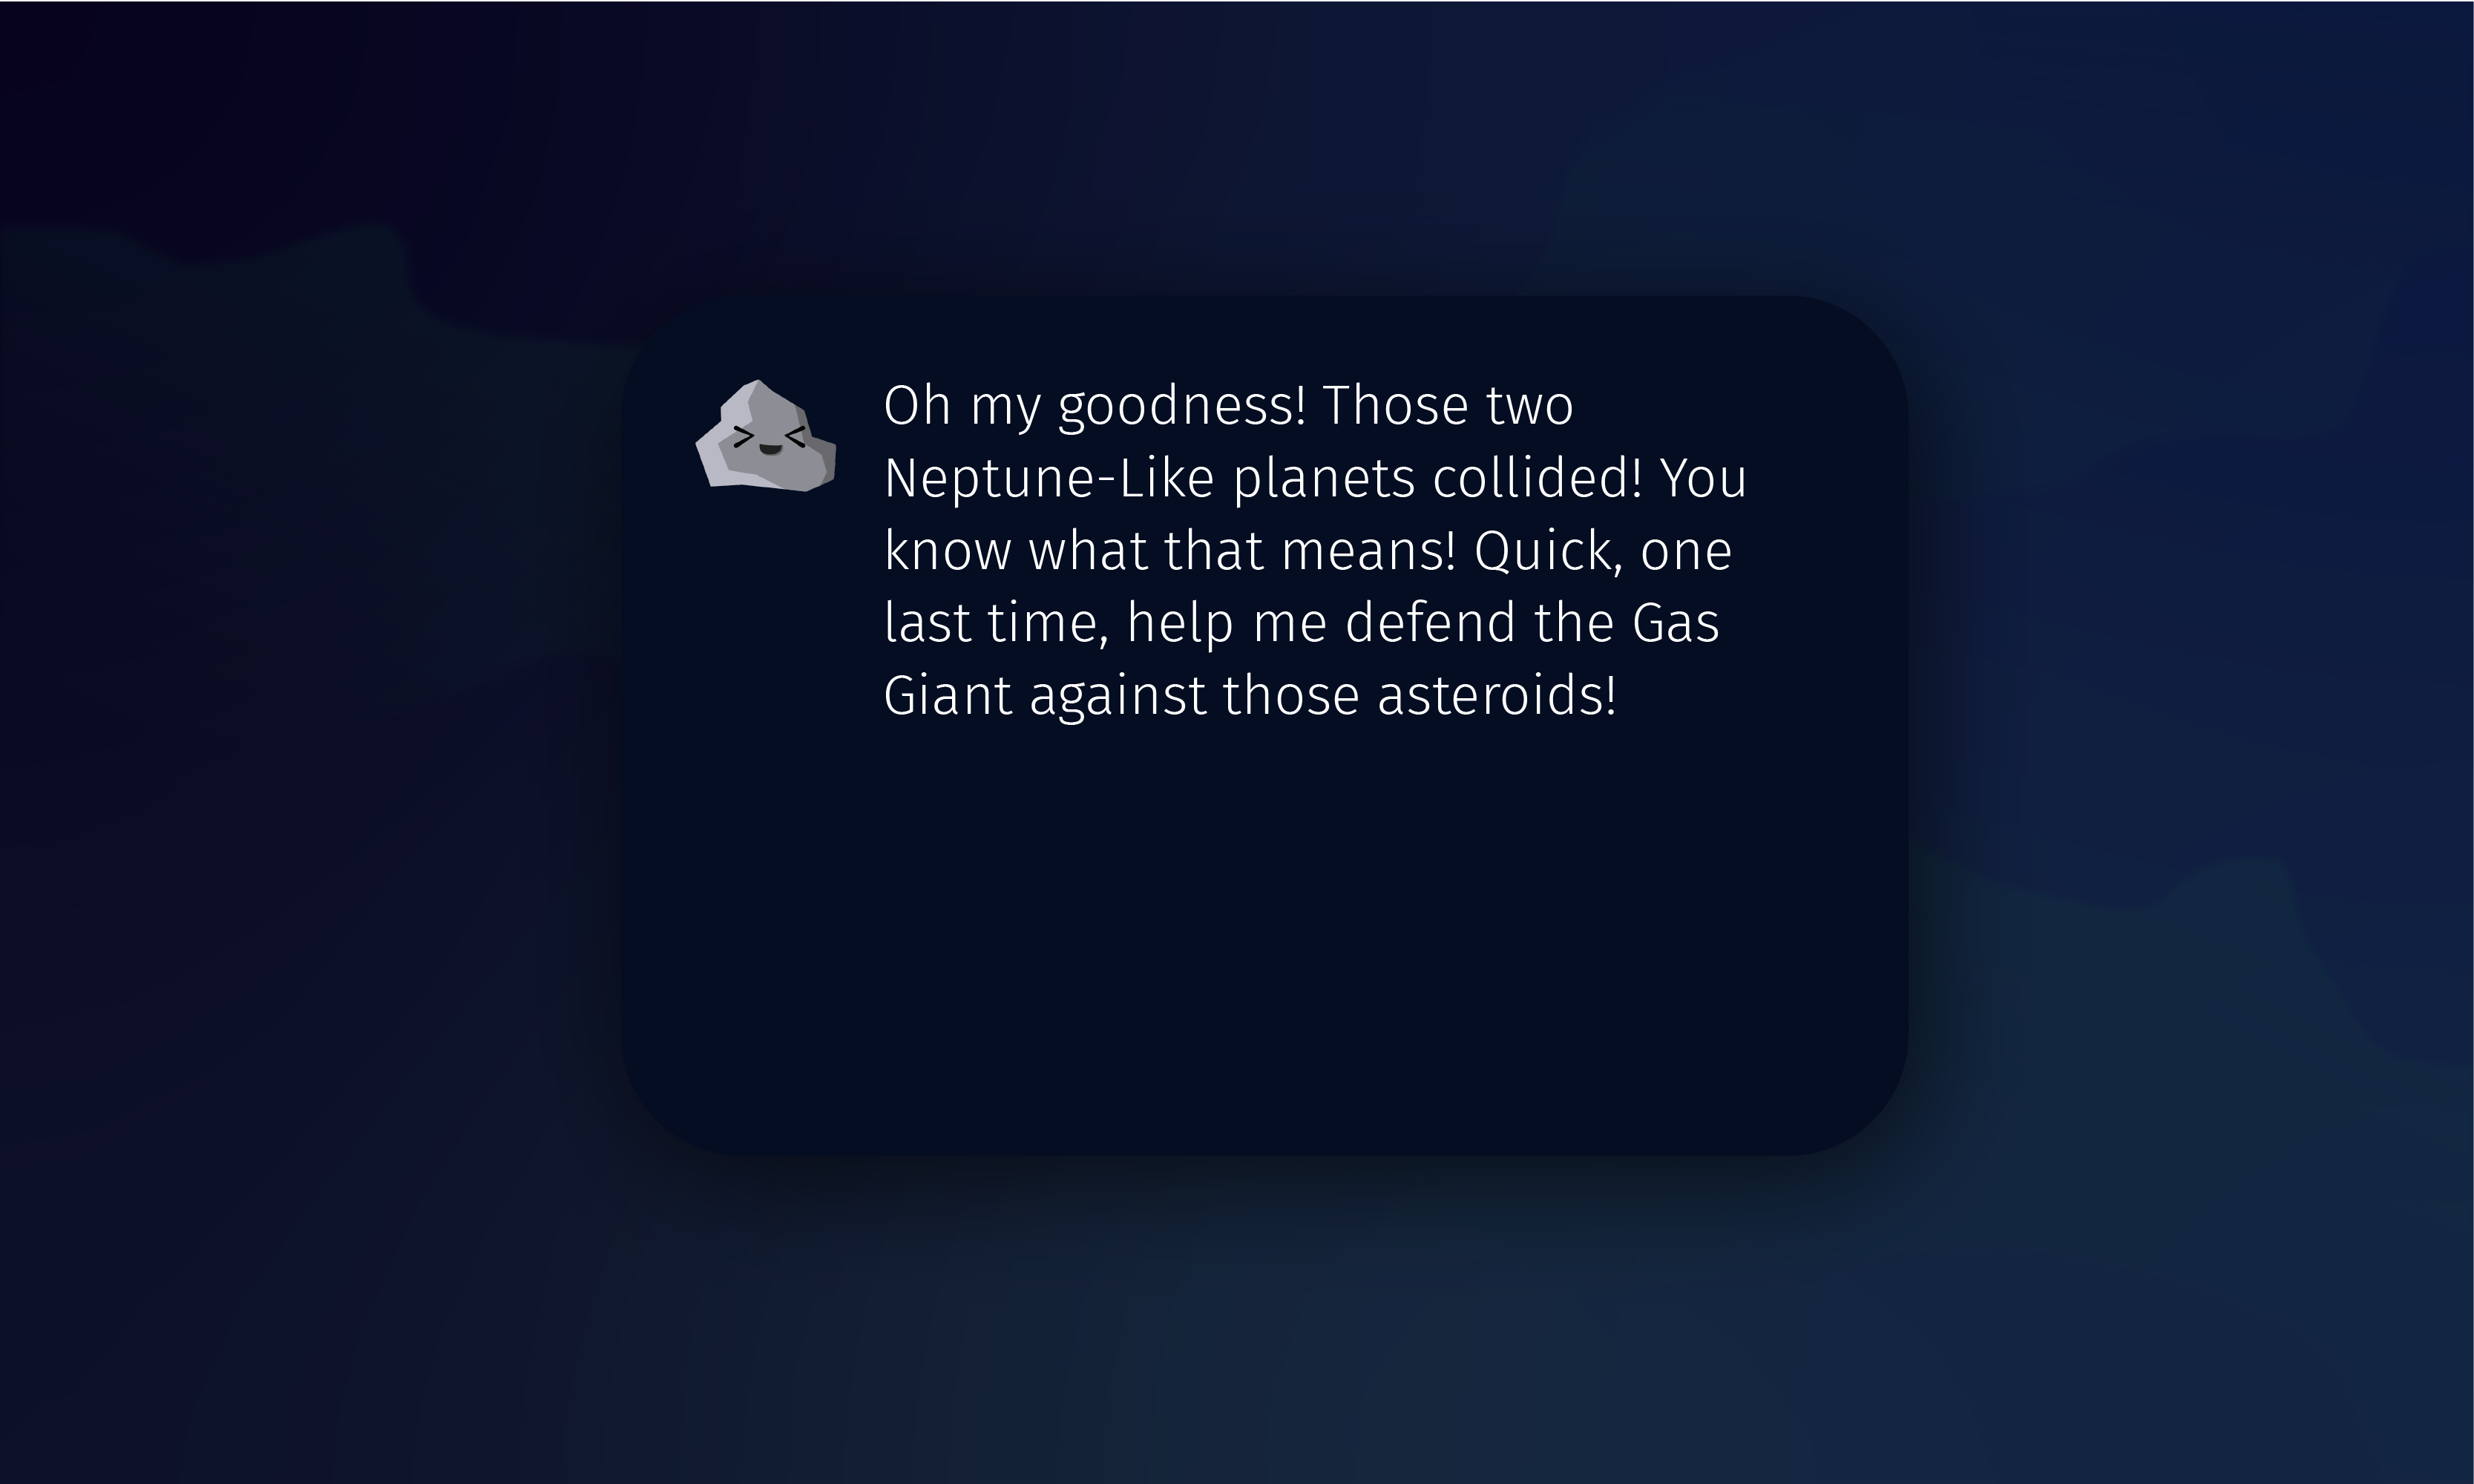 Oh my goodness! Those two
Neptune-Like planets collided! You
know what that means! Quick, one
last time, help me defend the Gas
Giant against those asteroids!